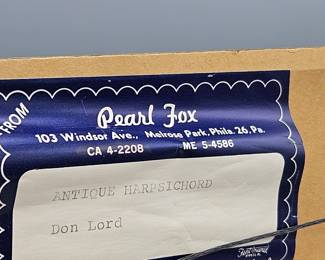 FROM
Pearl Fox
103 Windsor Ave., Melrose Park, Phila. 26, Pa.
CA 4-2208 ME 5-4586
ANTIQUE HARPSICHORD
Don Lord